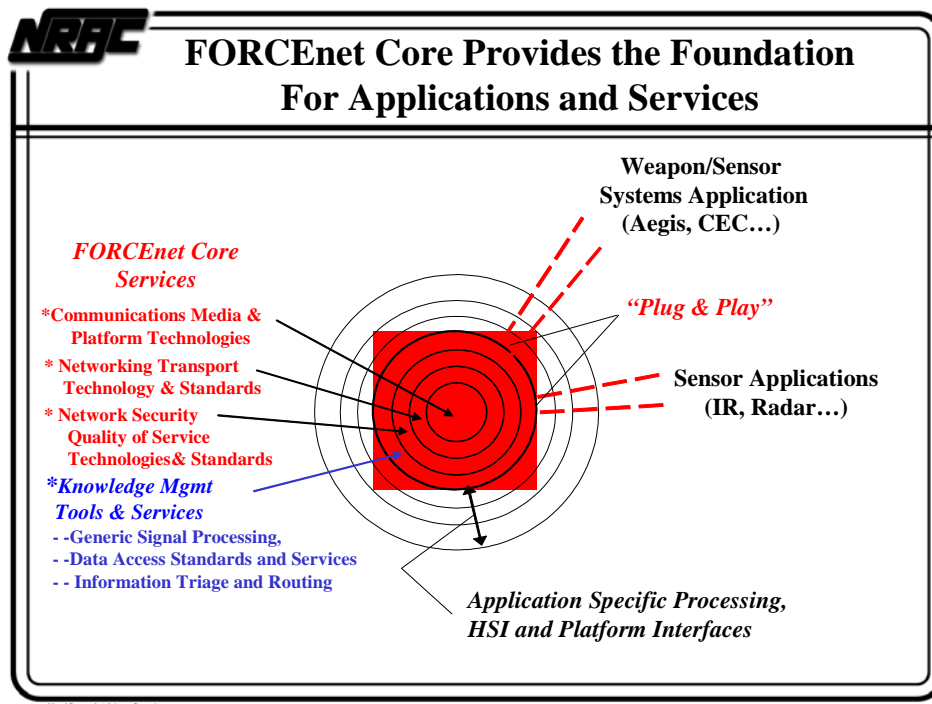 NRAC
FORCEnet Core Provides the Foundation
For Applications and Services
Weapon/Sensor
Systems Application
(Aegis, CEC…)
FORCEnet Core
Services
*Communications Media &
Platform Technologies
* Networking Transport
Technology & Standards
* Network Security
Quality of Service
Technologies& Standards
*Knowledge Mgmt
Tools & Services
- -Generic Signal Processing,
- -Data Access Standards and Services
- - Information Triage and Routing
“Plug & Play”
Sensor Applications
(IR, Radar…)
Application Specific Processing,
HSI and Platform Interfaces